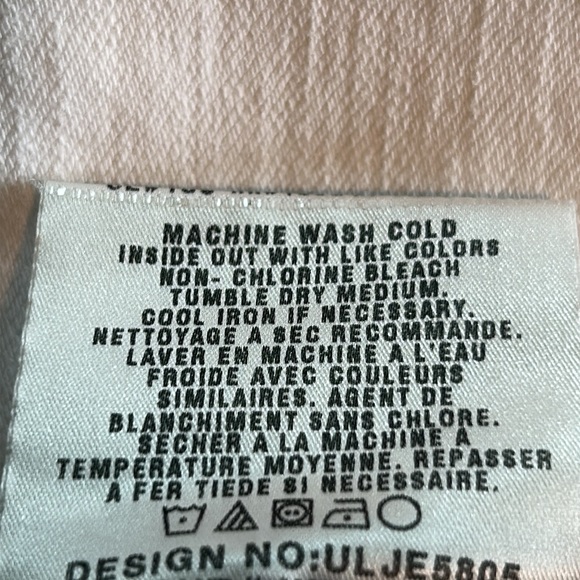 MACHINE WASH COLD
INSIDE OUT WITH LIKE COLORS
NON- CHLORINE BLEACH
TUMBLE DRY MEDIUM.
COOL IRON IF NECESSARY.
NETTOYAGE A SEC RECOMMANDE.
LAVER EN MACHINE A L'EAU
FROIDE AVEC COULEURS
SIMILAIRES. AGENT DE
BLANCHIMENT SANS CHLORE.
SECHER A LA MACHINE A
TEMPERATURE MOYENNE. REPASSER
A FER TIEDE SI NECESSAIRE.
DESIGN NO:ULJE5805